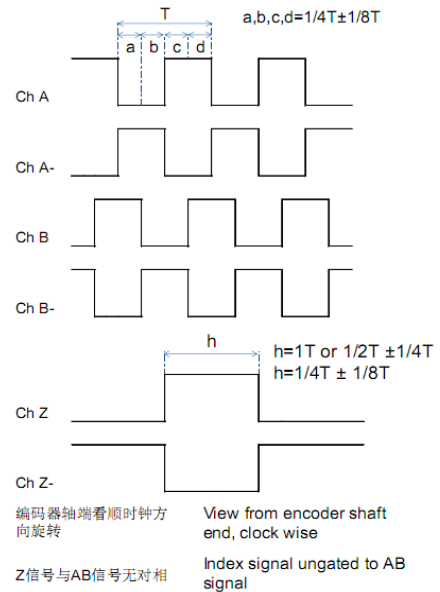 T
a,b,c,d=1/4T±1/8T
a b c d
Ch A
Ch A-
Ch B
Ch B-
h
h=1T or 1/2T ±1/4T
h=1/4T ± 1/8T
Ch Z
Ch Z-
编码器轴端看顺时钟方
向旋转
View from encoder shaft
end, clock wise
Z信号与AB信号无对相
Index signal ungated to AB
signal